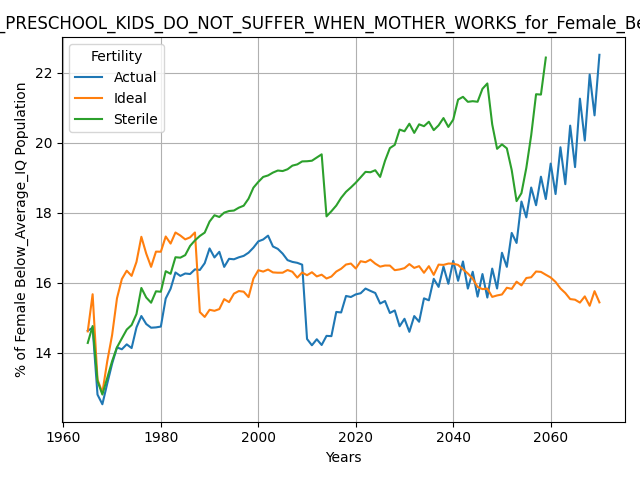 _PRESCHOOL_KIDS_DO_NOT_SUFFER_WHEN_MOTHER_WORKS_for_Female_Be
Fertility
Actual
Ideal
Sterile
% of Female Below_Average_IQ Population
22
20
18
16
14
1960
1980
2000
2020
2040
2060
Years